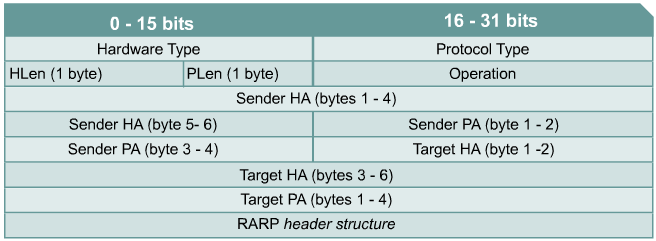 0 - 15 bits 16 - 31 bits
Hardware Type Protocol Type
HLen (1 byte) PLen (1 byte) Operation
Sender HA (bytes 1 - 4)
Sender HA (byte 5- 6) Sender PA (byte 1 - 2)
Sender PA (byte 3 - 4) Target HA (byte 1 -2)
Target HA (bytes 3 - 6)
Target PA (bytes 1 - 4)
RARP header structure